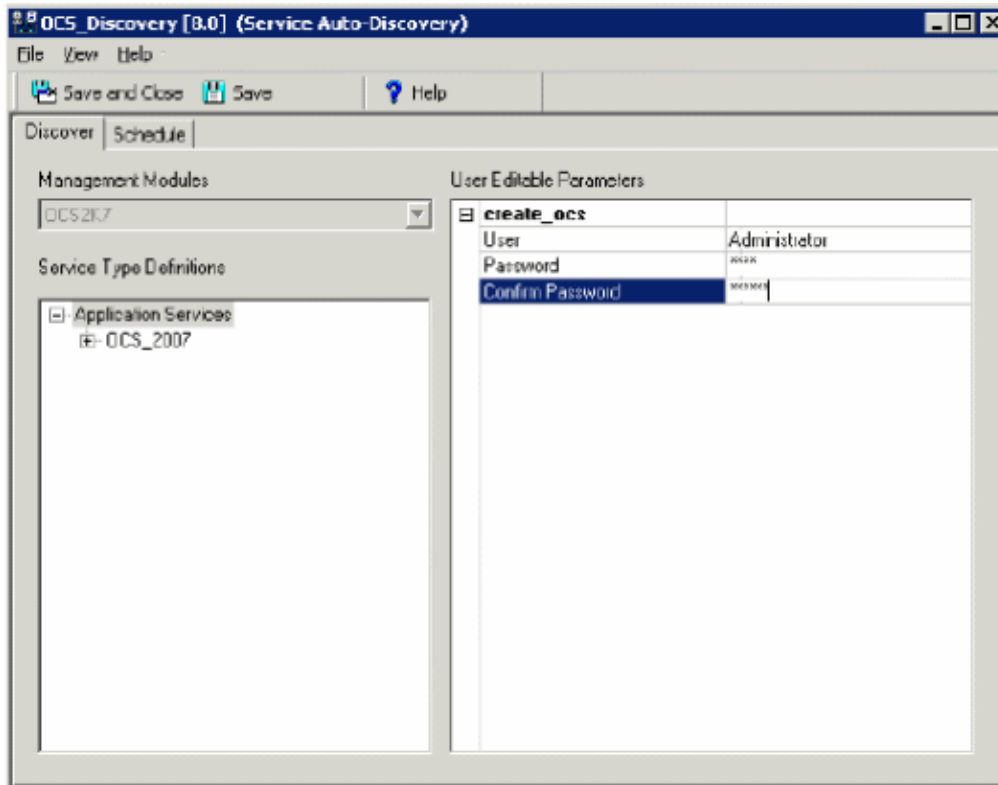 OCS_Discovery [8.0] (Service Auto-Discovery)
File View Help
Save and Close Save Help
Discover Schedule
Management Modules
OCS2K7
Service Type Definitions
Application Services
OCS_2007
User Editable Parameters
create_ocs
User Administrator
Password *****
Confirm Password *******